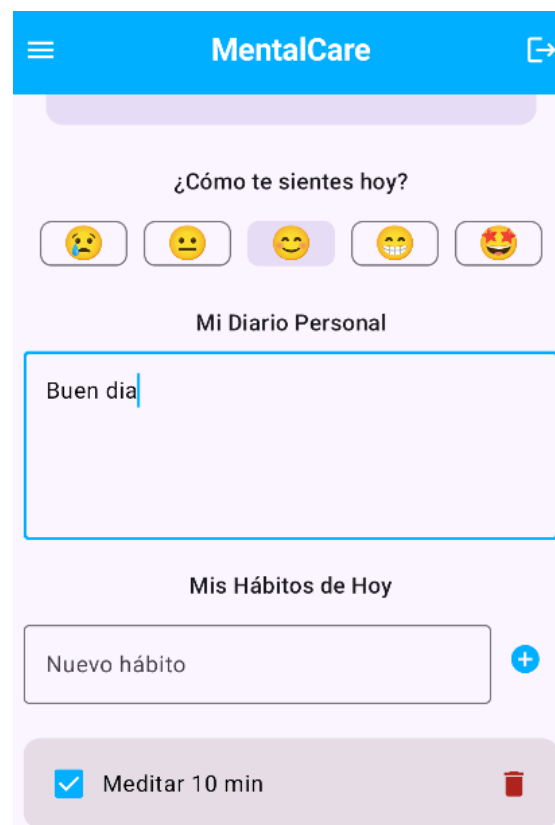 MentalCare
¿Cómo te sientes hoy?
Mi Diario Personal
Buen dia
Mis Hábitos de Hoy
Nuevo hábito
Meditar 10 min